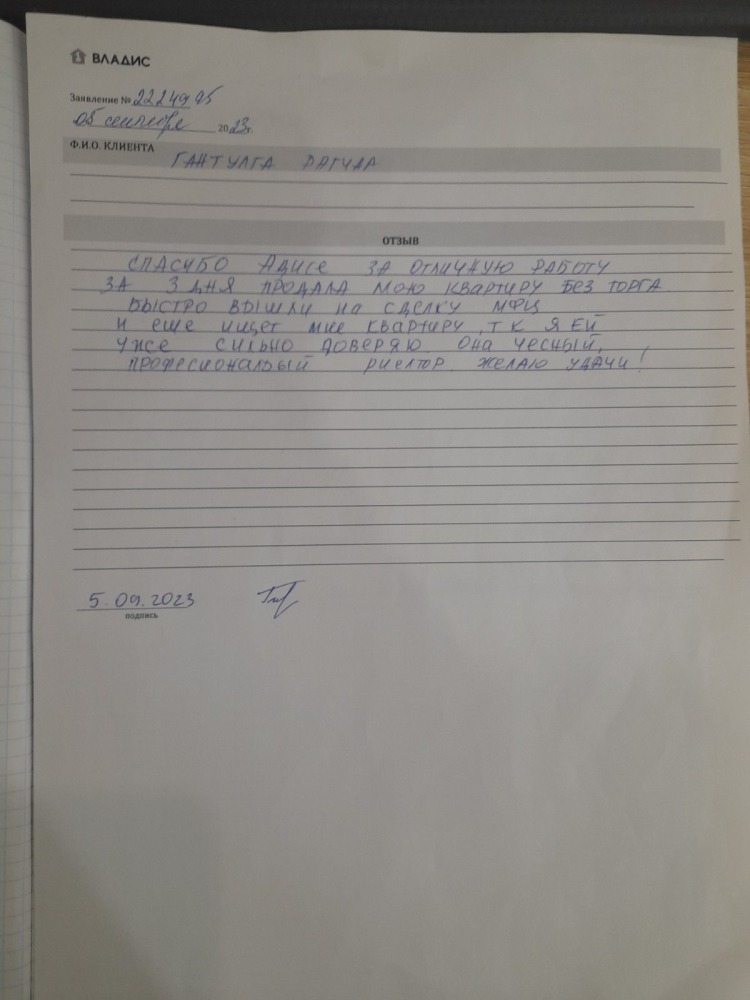 ВЛАДИС
Заявление № 2224975
05 сентября 2023г.
Ф.И.О. КЛИЕНТА
ГАНТУЛГА
ОТЗЫВ
СПАСИБО Адисе ЗА ОТЛИЧНУЮ РАБОТУ
ЗА 3 ДНЯ ПРОДАЛА МОЮ КВАРТИРУ БЕЗ ТОРГА
БЫСТРО ВЫШЛИ НА СДЕЛКУ МФЦ
И еще ищет мне КВАРТИРУ, Т К Я ЕЙ
Уже СИЛЬНО ДОВЕРЯЮ Она ЧЕСНЫЙ,
ПРОФЕСИОНАЛЬНЫЙ РИЕЛТОР. ЖЕЛАЮ УДАЧИ!
5.09.2023
подпись